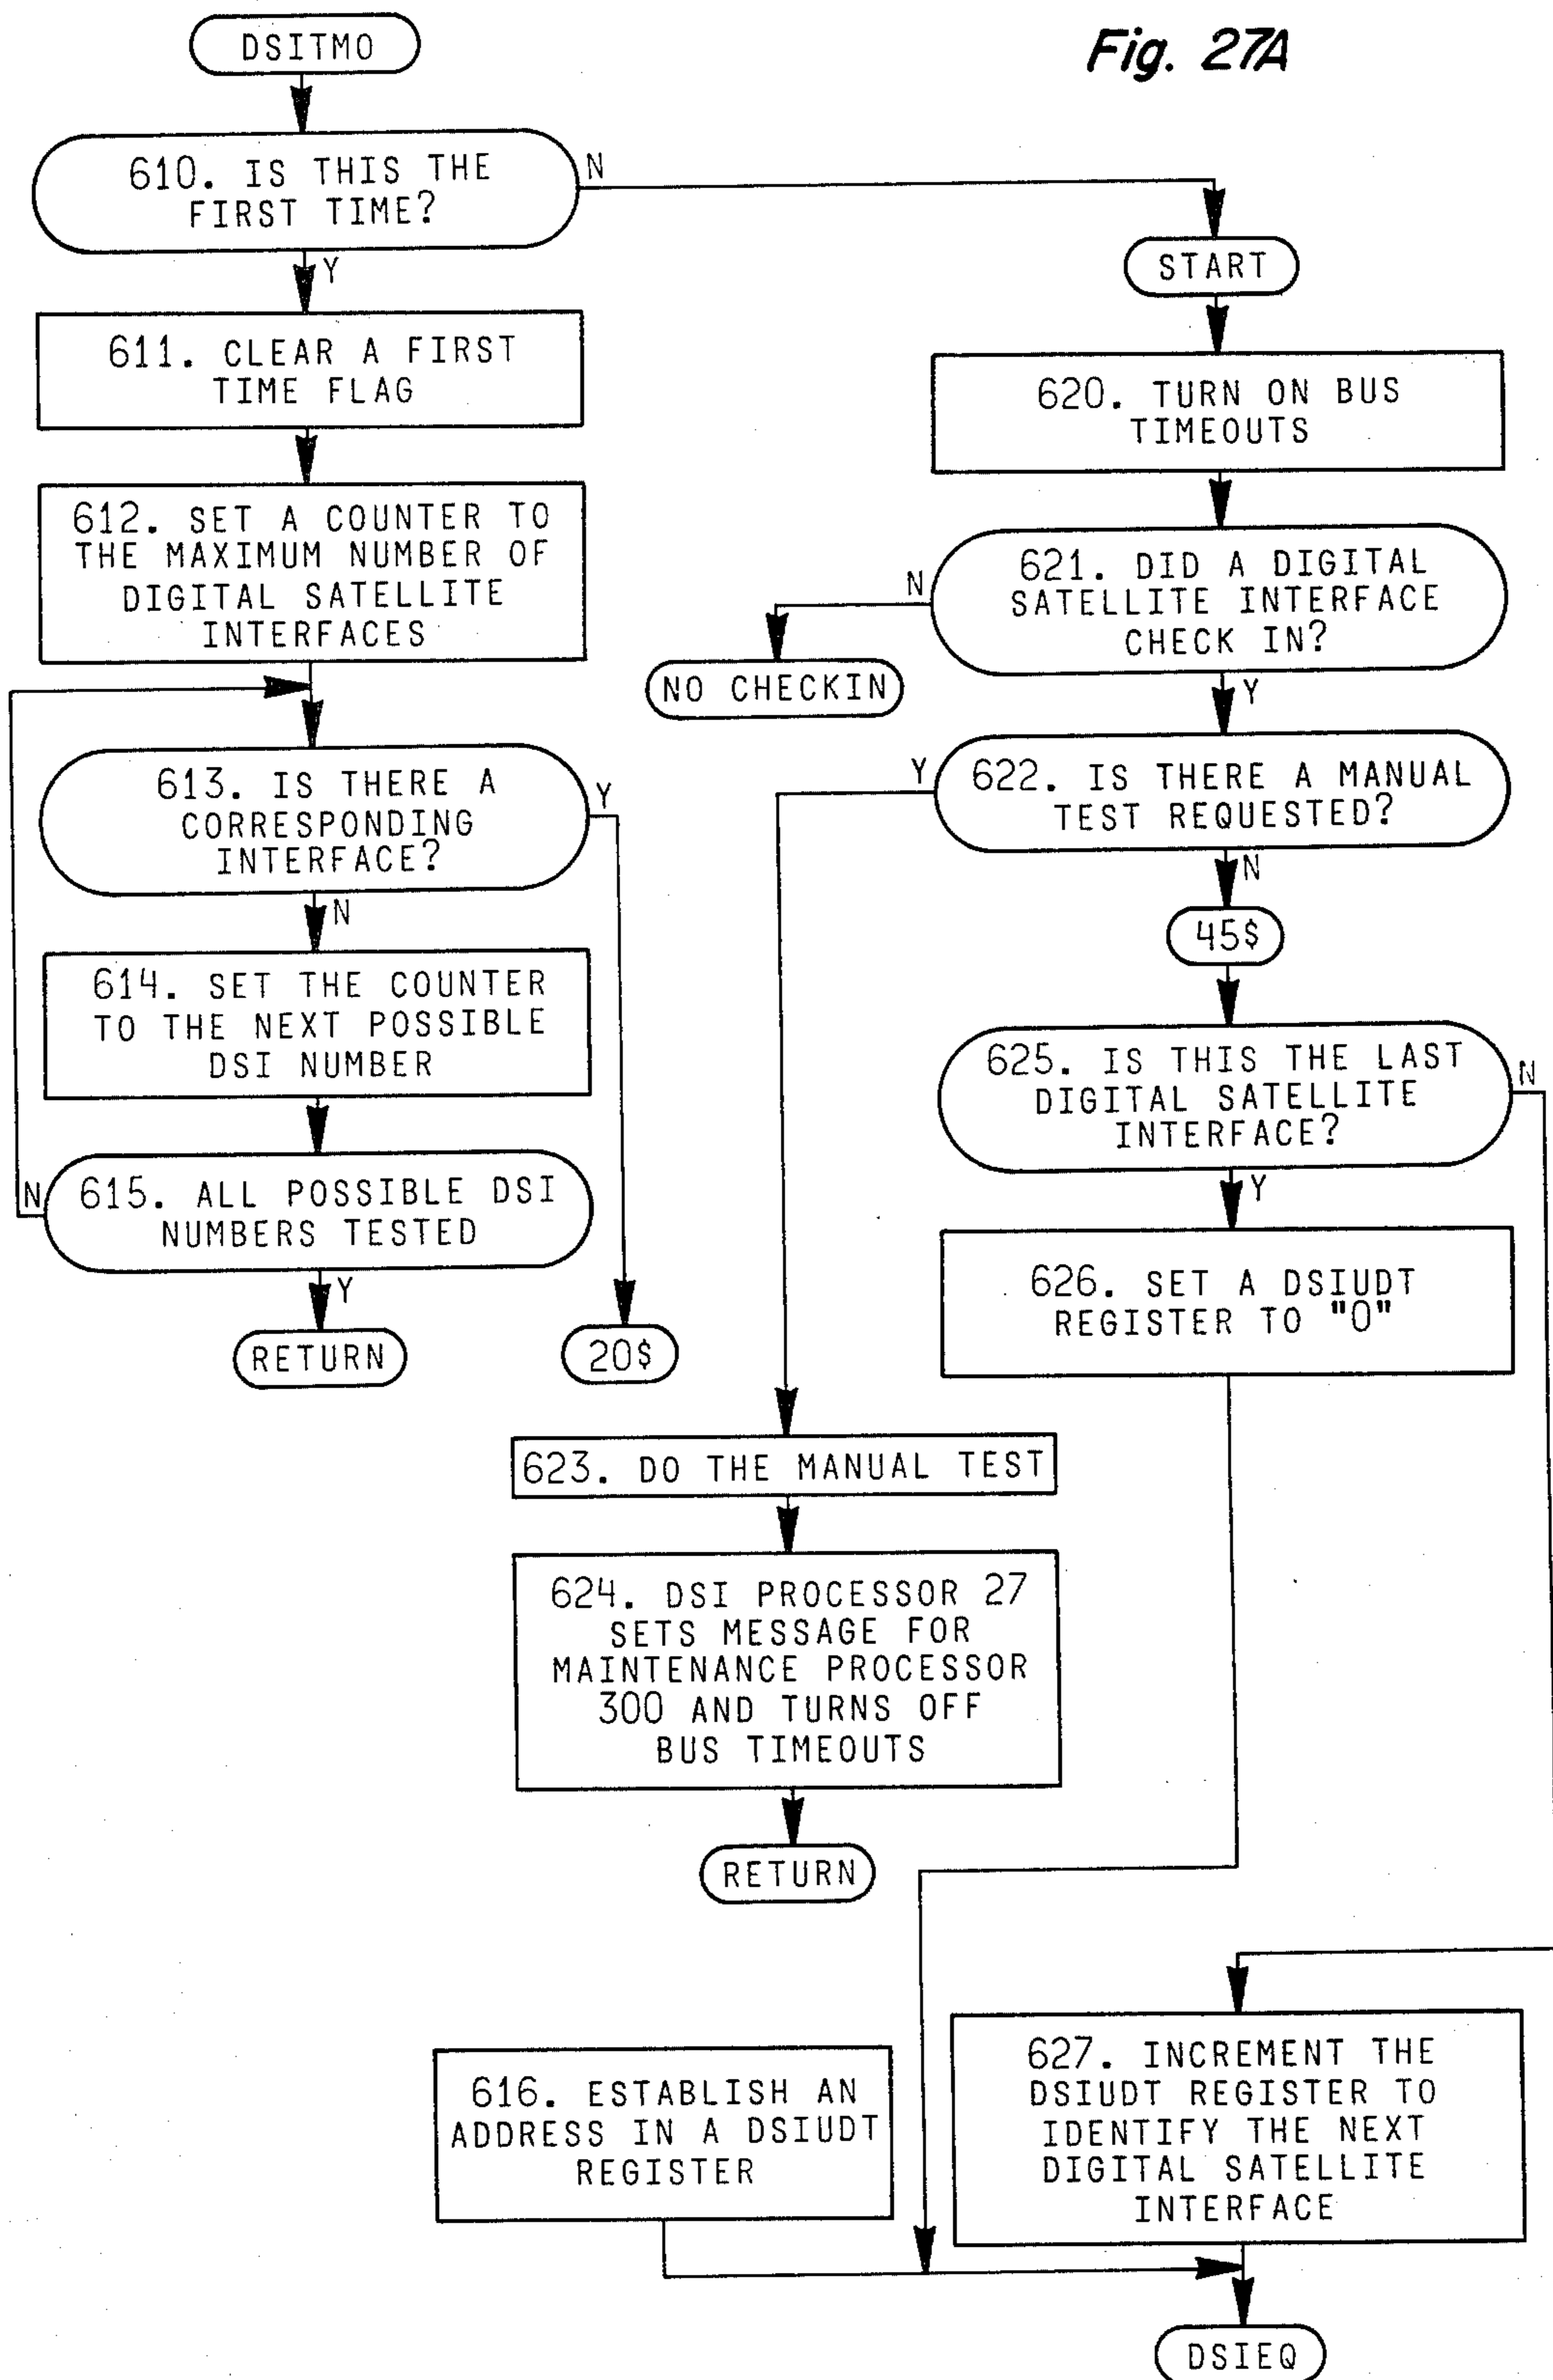 Fig. 27A
DSITMO
610. IS THIS THE
FIRST TIME?
N
Y
611. CLEAR A FIRST
TIME FLAG
612. SET A COUNTER TO
THE MAXIMUM NUMBER OF
DIGITAL SATELLITE
INTERFACES
613. IS THERE A
CORRESPONDING
INTERFACE?
Y
N
614. SET THE COUNTER
TO THE NEXT POSSIBLE
DSI NUMBER
N
615. ALL POSSIBLE DSI
NUMBERS TESTED
Y
RETURN
20$
START
620. TURN ON BUS
TIMEOUTS
N
621. DID A DIGITAL
SATELLITE INTERFACE
CHECK IN?
NO CHECKIN
Y
Y
622. IS THERE A MANUAL
TEST REQUESTED?
N
45$
625. IS THIS THE LAST
DIGITAL SATELLITE
INTERFACE?
N
Y
626. SET A DSIUDT
REGISTER TO "0"
623. DO THE MANUAL TEST
624. DSI PROCESSOR 27
SETS MESSAGE FOR
MAINTENANCE PROCESSOR
300 AND TURNS OFF
BUS TIMEOUTS
RETURN
616. ESTABLISH AN
ADDRESS IN A DSIUDT
REGISTER
627. INCREMENT THE
DSIUDT REGISTER TO
IDENTIFY THE NEXT
DIGITAL SATELLITE
INTERFACE
DSIEQ